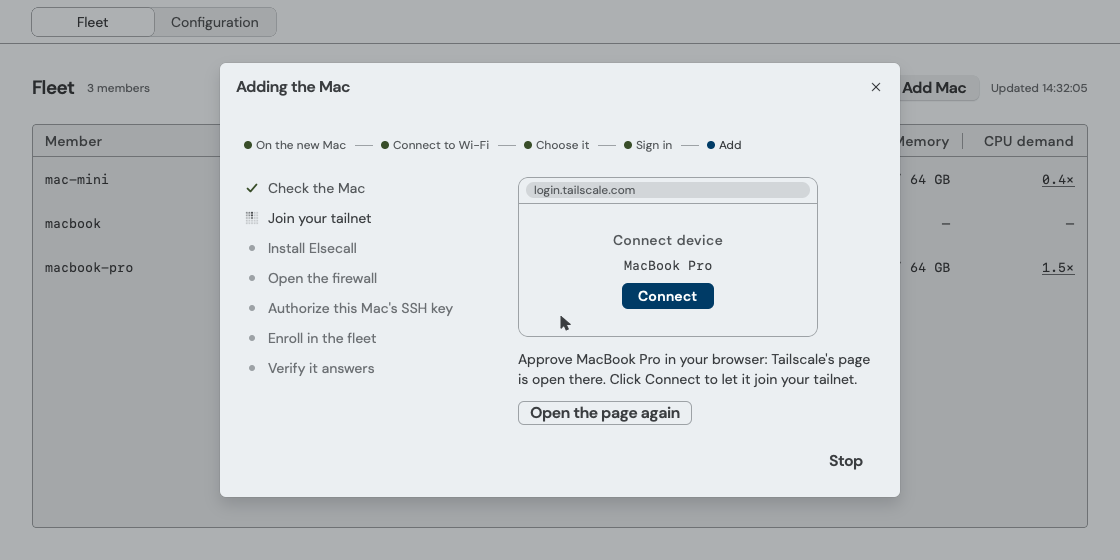 Fleet
Configuration
Fleet
3 members
Add Mac
Updated 14:32:05
Member
Memory
CPU demand
mac-mini
64 GB
0.4×
macbook
—
—
macbook-pro
64 GB
1.5×
Adding the Mac
On the new Mac
Connect to Wi-Fi
Choose it
Sign in
Add
Check the Mac
Join your tailnet
Install Elsecall
Open the firewall
Authorize this Mac's SSH key
Enroll in the fleet
Verify it answers
login.tailscale.com
Connect device
MacBook Pro
Connect
Approve MacBook Pro in your browser: Tailscale's page
is open there. Click Connect to let it join your tailnet.
Open the page again
Stop